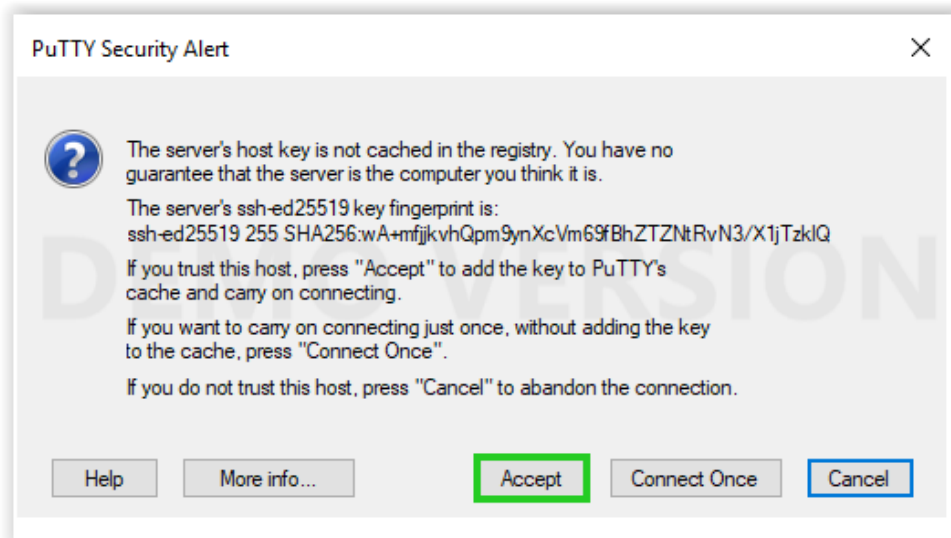 PuTTY Security Alert
The server's host key is not cached in the registry. You have no
guarantee that the server is the computer you think it is.
The server's ssh-ed25519 key fingerprint is:
ssh-ed25519 255 SHA256:wA+mfjjkvhQpm9ynXcVm69fBhZTZNtRvN3/X1jTzklQ
If you trust this host, press "Accept" to add the key to PuTTY's
cache and carry on connecting.
DEMO VERSION
If you want to carry on connecting just once, without adding the key
to the cache, press "Connect Once".
If you do not trust this host, press "Cancel" to abandon the connection.
Help More info... Accept Connect Once Cancel